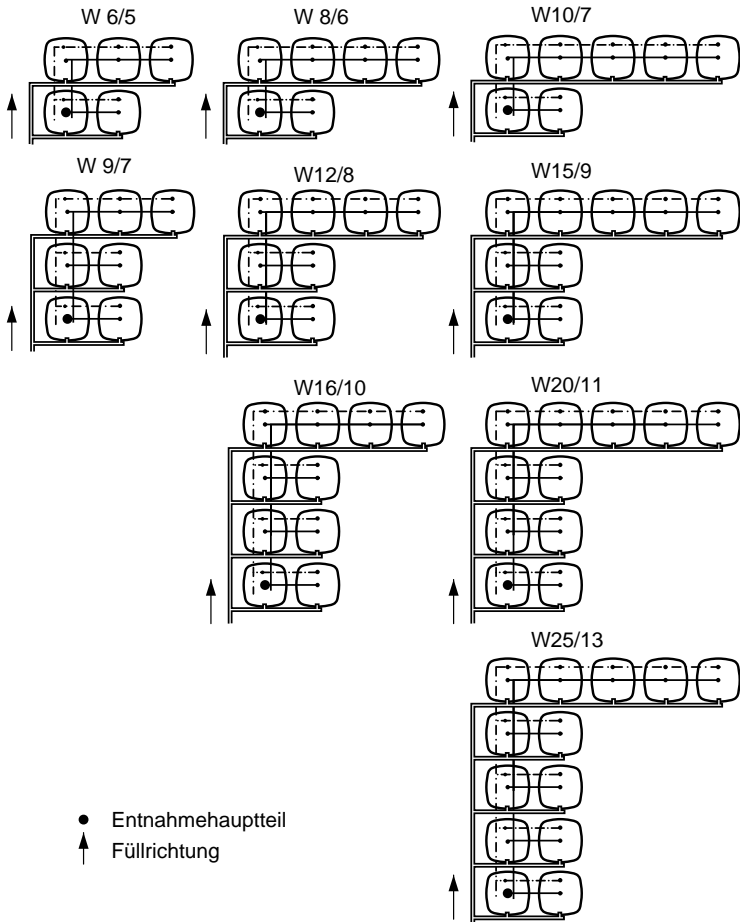 W 6/5
W 8/6
W10/7
W 9/7
W12/8
W15/9
W16/10
W20/11
W25/13
Entnahmehauptteil
Füllrichtung